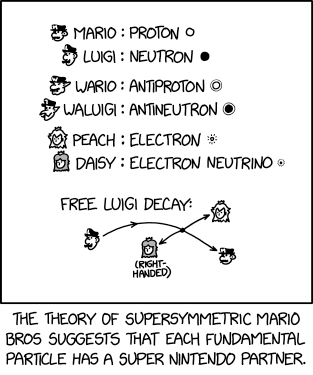 MARIO : PROTON
LUIGI : NEUTRON
WARIO : ANTIPROTON
WALUIGI : ANTINEUTRON
PEACH : ELECTRON
DAISY : ELECTRON NEUTRINO
FREE LUIGI DECAY:
(RIGHT-
HANDED)
THE THEORY OF SUPERSYMMETRIC MARIO
BROS SUGGESTS THAT EACH FUNDAMENTAL
PARTICLE HAS A SUPER NINTENDO PARTNER.